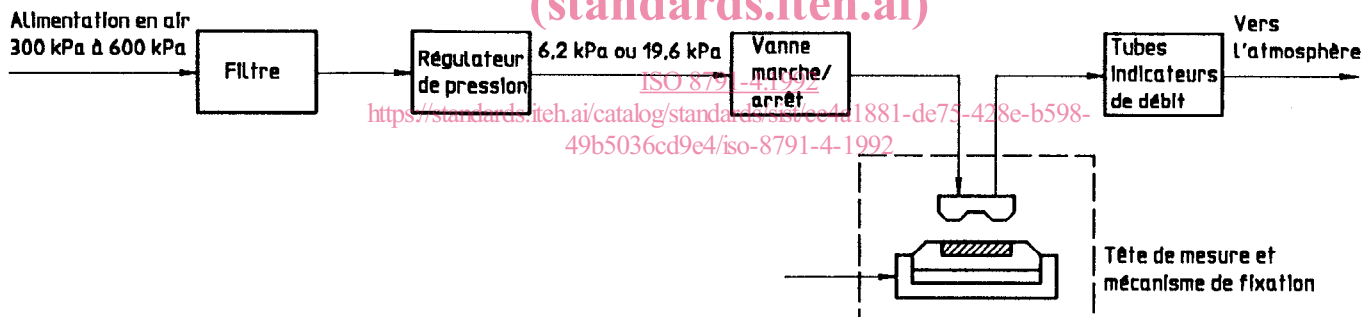 (standards.iteh.ai)
Alimentation en air
300 kPa à 600 kPa
Filtre
Régulateur
de pression
6,2 kPa ou 19,6 kPa
Vanne
marche/
arrêt
Tubes
indicateurs
de débit
Vers
l'atmosphère
ISO 8791-4:1992
https://standards.iteh.ai/catalog/standards/sist/ee4a1881-de75-428e-b598-
49b5036cd9e4/iso-8791-4-1992
Tête de mesure et
mécanisme de fixation